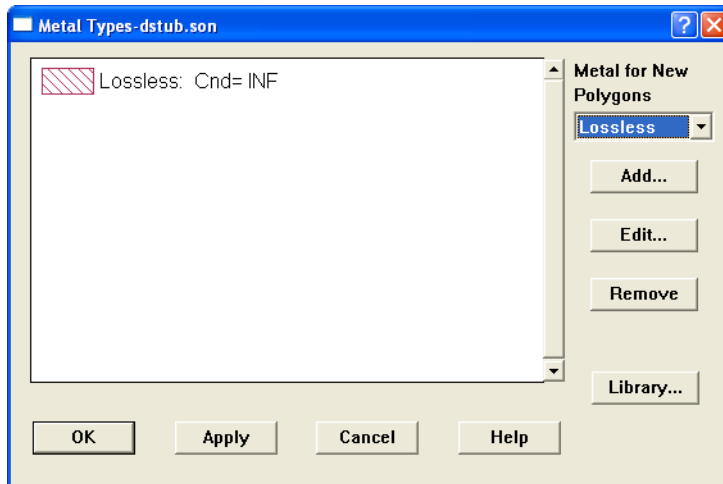 Metal Types-dstub.son
Lossless: Cnd= INF
Metal for New
Polygons
Lossless
Add...
Edit...
Remove
Library...
OK
Apply
Cancel
Help